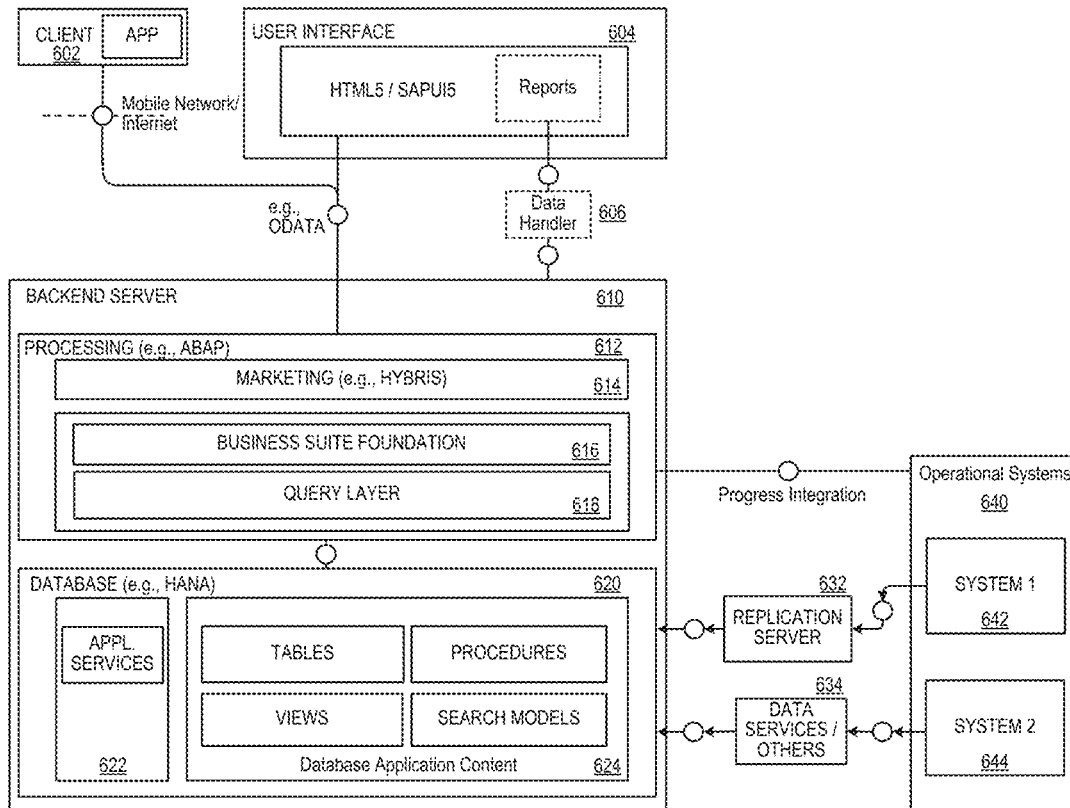 CLIENT
602
APP
Mobile Network/
Internet
USER INTERFACE
604
HTML5 / SAPUI5
Reports
e.g.,
ODATA
Data
Handler
606
BACKEND SERVER
610
PROCESSING (e.g., ABAP)
612
MARKETING (e.g., HYBRIS)
614
BUSINESS SUITE FOUNDATION
616
QUERY LAYER
618
Progress Integration
Operational Systems
640
SYSTEM 1
642
SYSTEM 2
644
632
REPLICATION
SERVER
634
DATA
SERVICES /
OTHERS
DATABASE (e.g., HANA)
620
APPL.
SERVICES
622
TABLES
PROCEDURES
VIEWS
SEARCH MODELS
Database Application Content
624